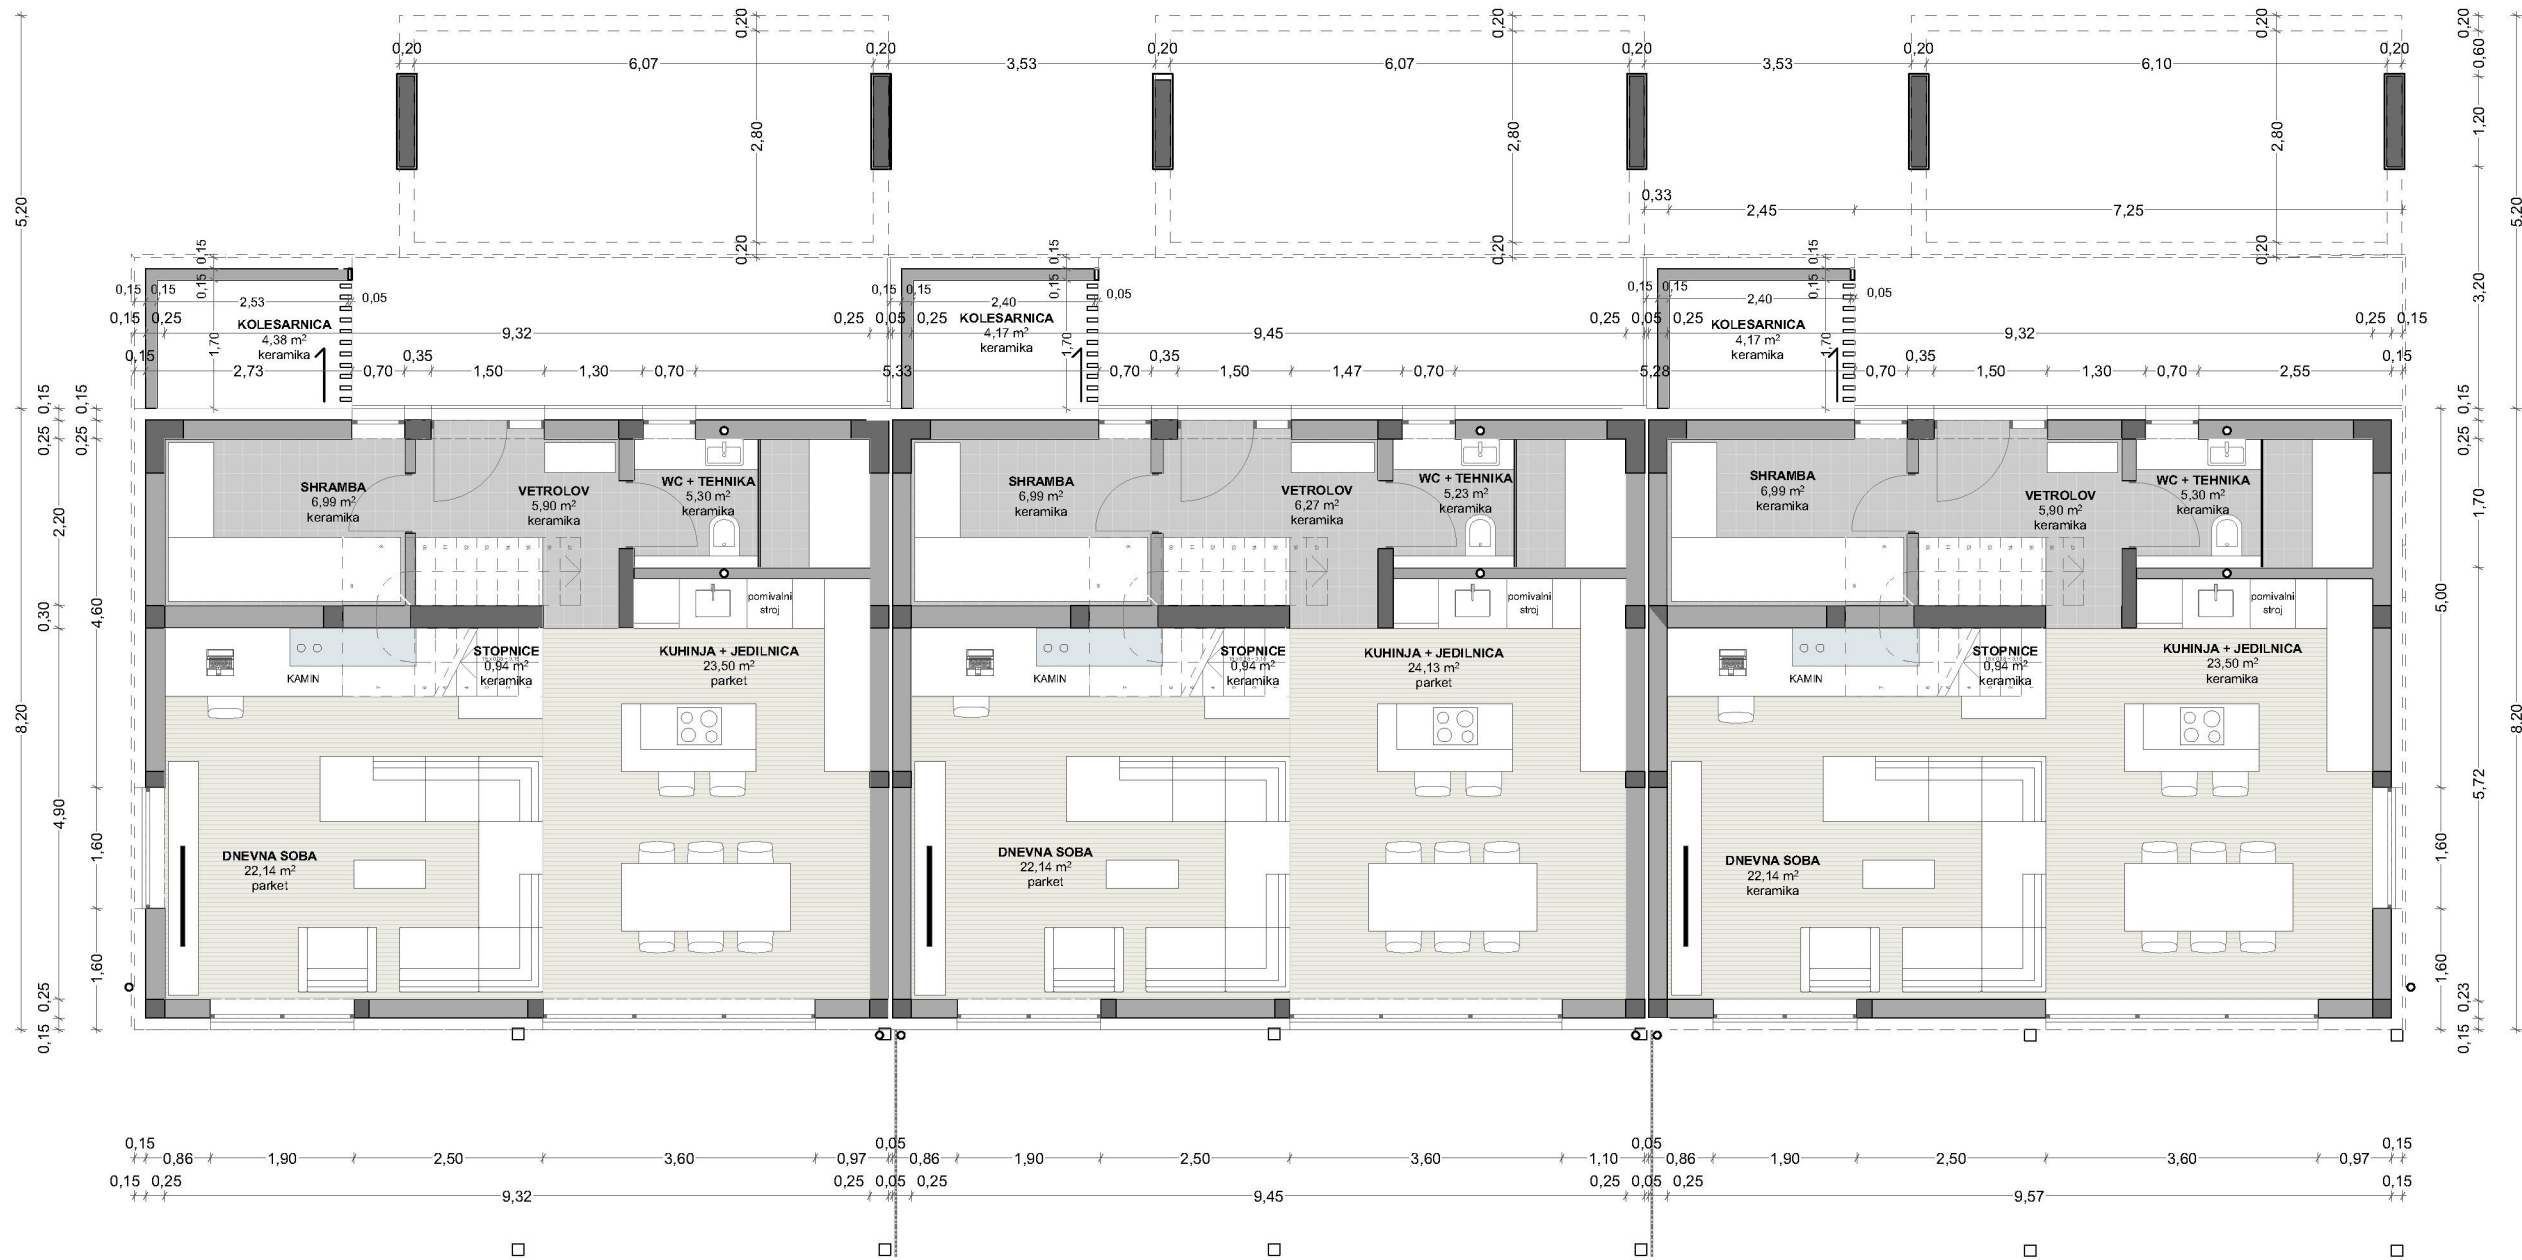 0,20 0,20 0,20 0,20
0,20 0,20 0,20 0,20 0,20 0,20
6,07 3,53 6,07 3,53 6,10
0,60
1,20
2,80 2,80 2,80
5,20 5,20
0,33
2,45 7,25
0,20 0,20 0,20
3,20
0,15 0,15 0,15
0,15 0,15 0,15
0,15 0,15 2,53 0,05
0,15 0,15 2,40 0,05
0,15 0,15 2,40 0,05
0,15 0,25 9,32 0,25 0,05 0,25 9,45 0,25 0,05 0,25 9,32 0,25 0,15
KOLESARNICA
4,38 m²
keramika
1,70
KOLESARNICA
4,17 m²
keramika
1,70
KOLESARNICA
4,17 m²
keramika
1,70
0,15 0,35 0,35 0,35 0,15
2,73 0,70 1,50 1,30 0,70 5,33 0,70 1,50 1,47 0,70 5,28 0,70 1,50 1,30 0,70 2,55
0,15 0,15 0,15
0,25 0,25 0,25
2,20
0,30
4,60
8,20
4,90
1,60
1,60
0,25
0,15
SHRAMBA
6,99 m²
keramika
VETROLOV
5,90 m²
keramika
WC + TEHNIKA
5,30 m²
keramika
pomivalni
stroj
STOPNICE
0,94 m²
keramika
KUHINJA + JEDILNICA
23,50 m²
parket
KAMIN
DNEVNA SOBA
22,14 m²
parket
SHRAMBA
6,99 m²
keramika
VETROLOV
6,27 m²
keramika
WC + TEHNIKA
5,23 m²
keramika
pomivalni
stroj
STOPNICE
0,94 m²
keramika
KUHINJA + JEDILNICA
24,13 m²
parket
KAMIN
DNEVNA SOBA
22,14 m²
parket
SHRAMBA
6,99 m²
keramika
VETROLOV
5,90 m²
keramika
WC + TEHNIKA
5,30 m²
keramika
pomivalni
stroj
STOPNICE
0,94 m²
keramika
KUHINJA + JEDILNICA
23,50 m²
keramika
KAMIN
DNEVNA SOBA
22,14 m²
keramika
1,70
5,00
8,20
5,72
1,60
1,60
0,23
0,15
0,15 0,05 0,05 0,15
0,86 1,90 2,50 3,60 0,97 0,86 1,90 2,50 3,60 1,10 0,86 1,90 2,50 3,60 0,97
0,15 0,25 0,25 0,05 0,25 0,25 0,05 0,25 0,15
9,32 9,45 9,57